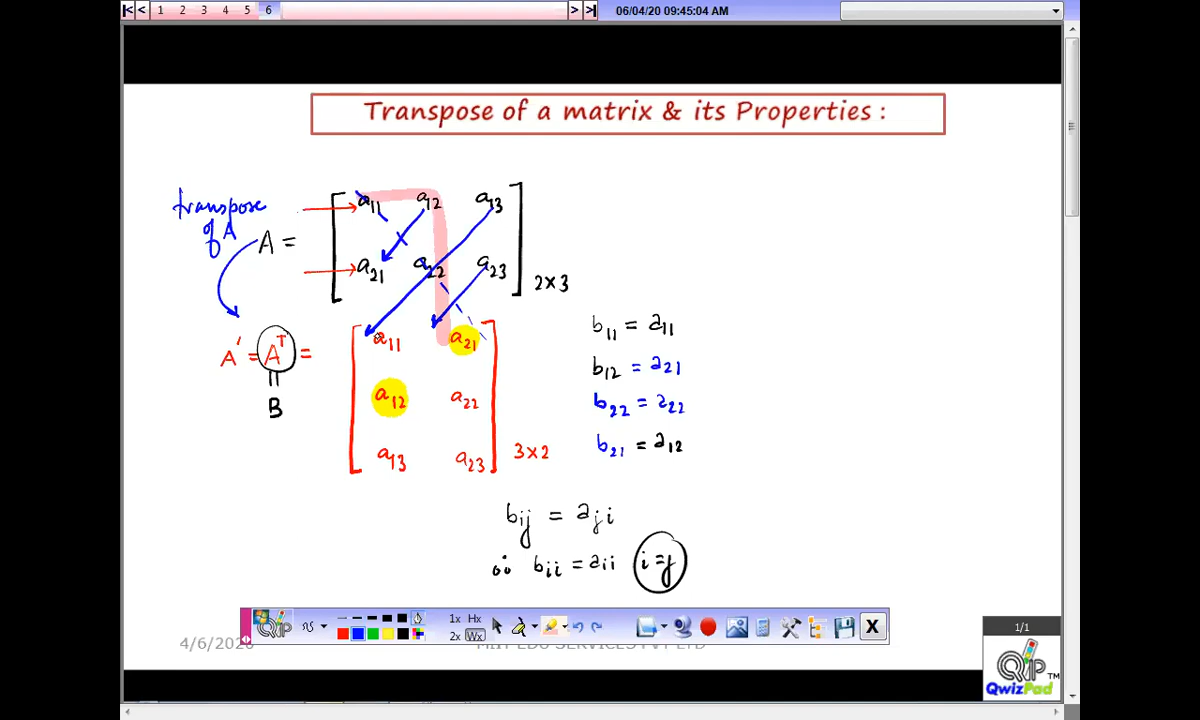 1 2 3 4 5 6
06/04/20 09:45:04 AM
Transpose of a matrix & its Properties :
transpose
of A
A =
a11 a12 a13
a21 a22 a23
2×3
A' = A^T =
B
a11 a21
a12 a22
a13 a23
3×2
b11 = a11
b12 = a21
b22 = a22
b21 = a12
bij = aji
∴ bii = aii i=j
1x Hx
2x Wx
4/6/2020
1/1
QwizPad TM